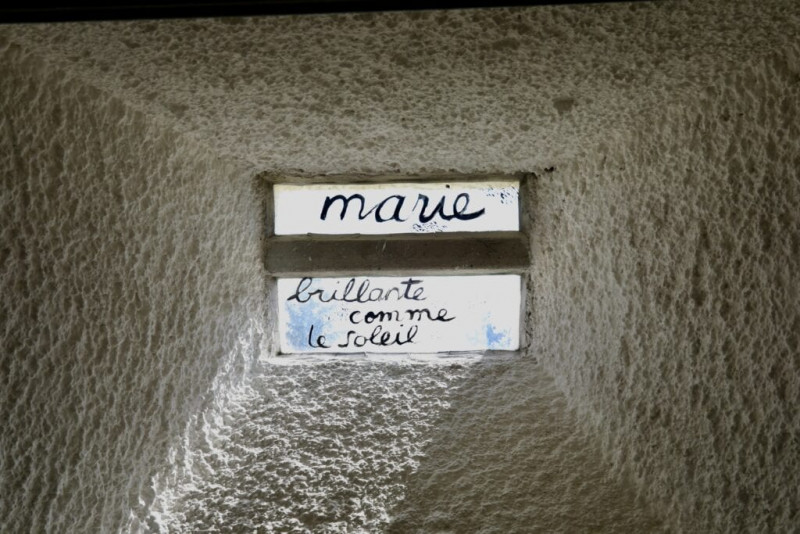 marie
brillante
comme
le soleil